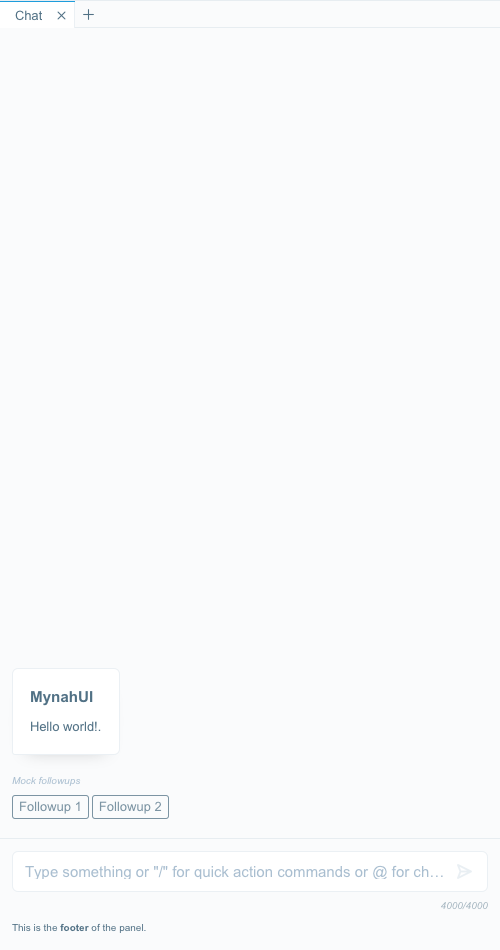 Chat
MynahUI
Hello world!.
Mock followups
Followup 1 Followup 2
Type something or "/" for quick action commands or @ for ch...
4000/4000
This is the footer of the panel.